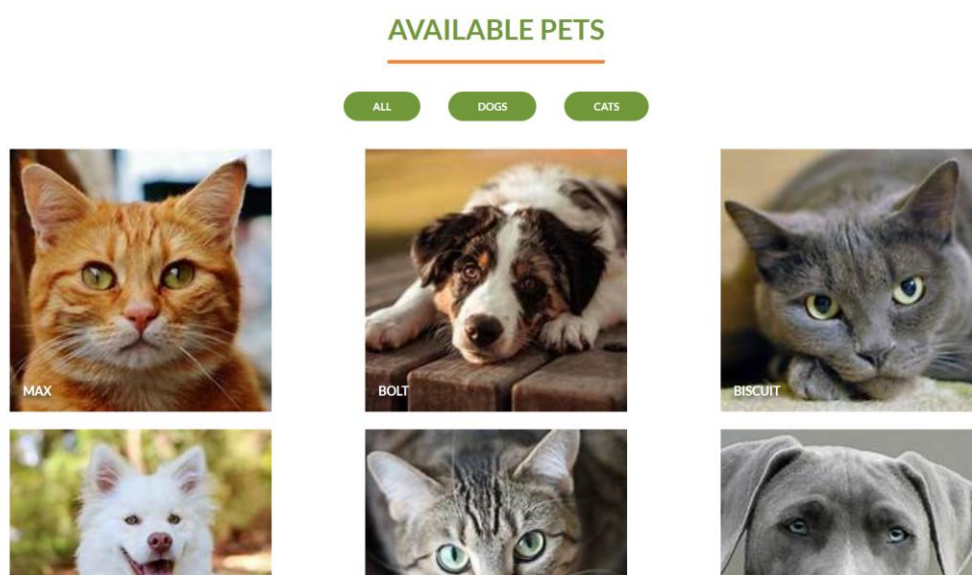 AVAILABLE PETS
ALL
DOGS
CATS
MAX
BOLT
BISCUIT